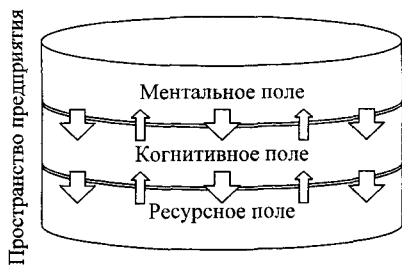 Пространство предприятия
Ментальное поле
Когнитивное поле
Ресурсное поле